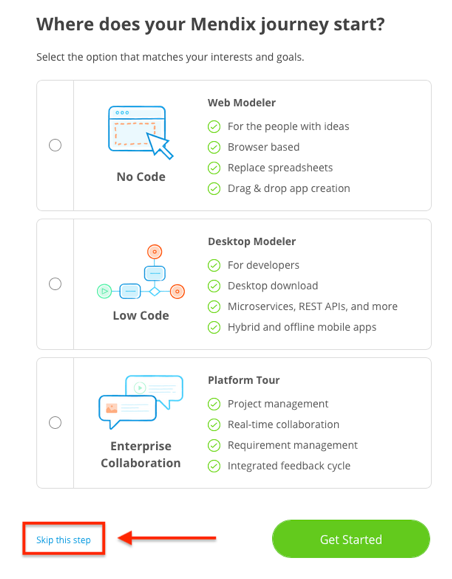 Where does your Mendix journey start?
Select the option that matches your interests and goals.
No Code
Web Modeler
For the people with ideas
Browser based
Replace spreadsheets
Drag & drop app creation
Low Code
Desktop Modeler
For developers
Desktop download
Microservices, REST APIs, and more
Hybrid and offline mobile apps
Enterprise
Collaboration
Platform Tour
Project management
Real-time collaboration
Requirement management
Integrated feedback cycle
Skip this step
Get Started